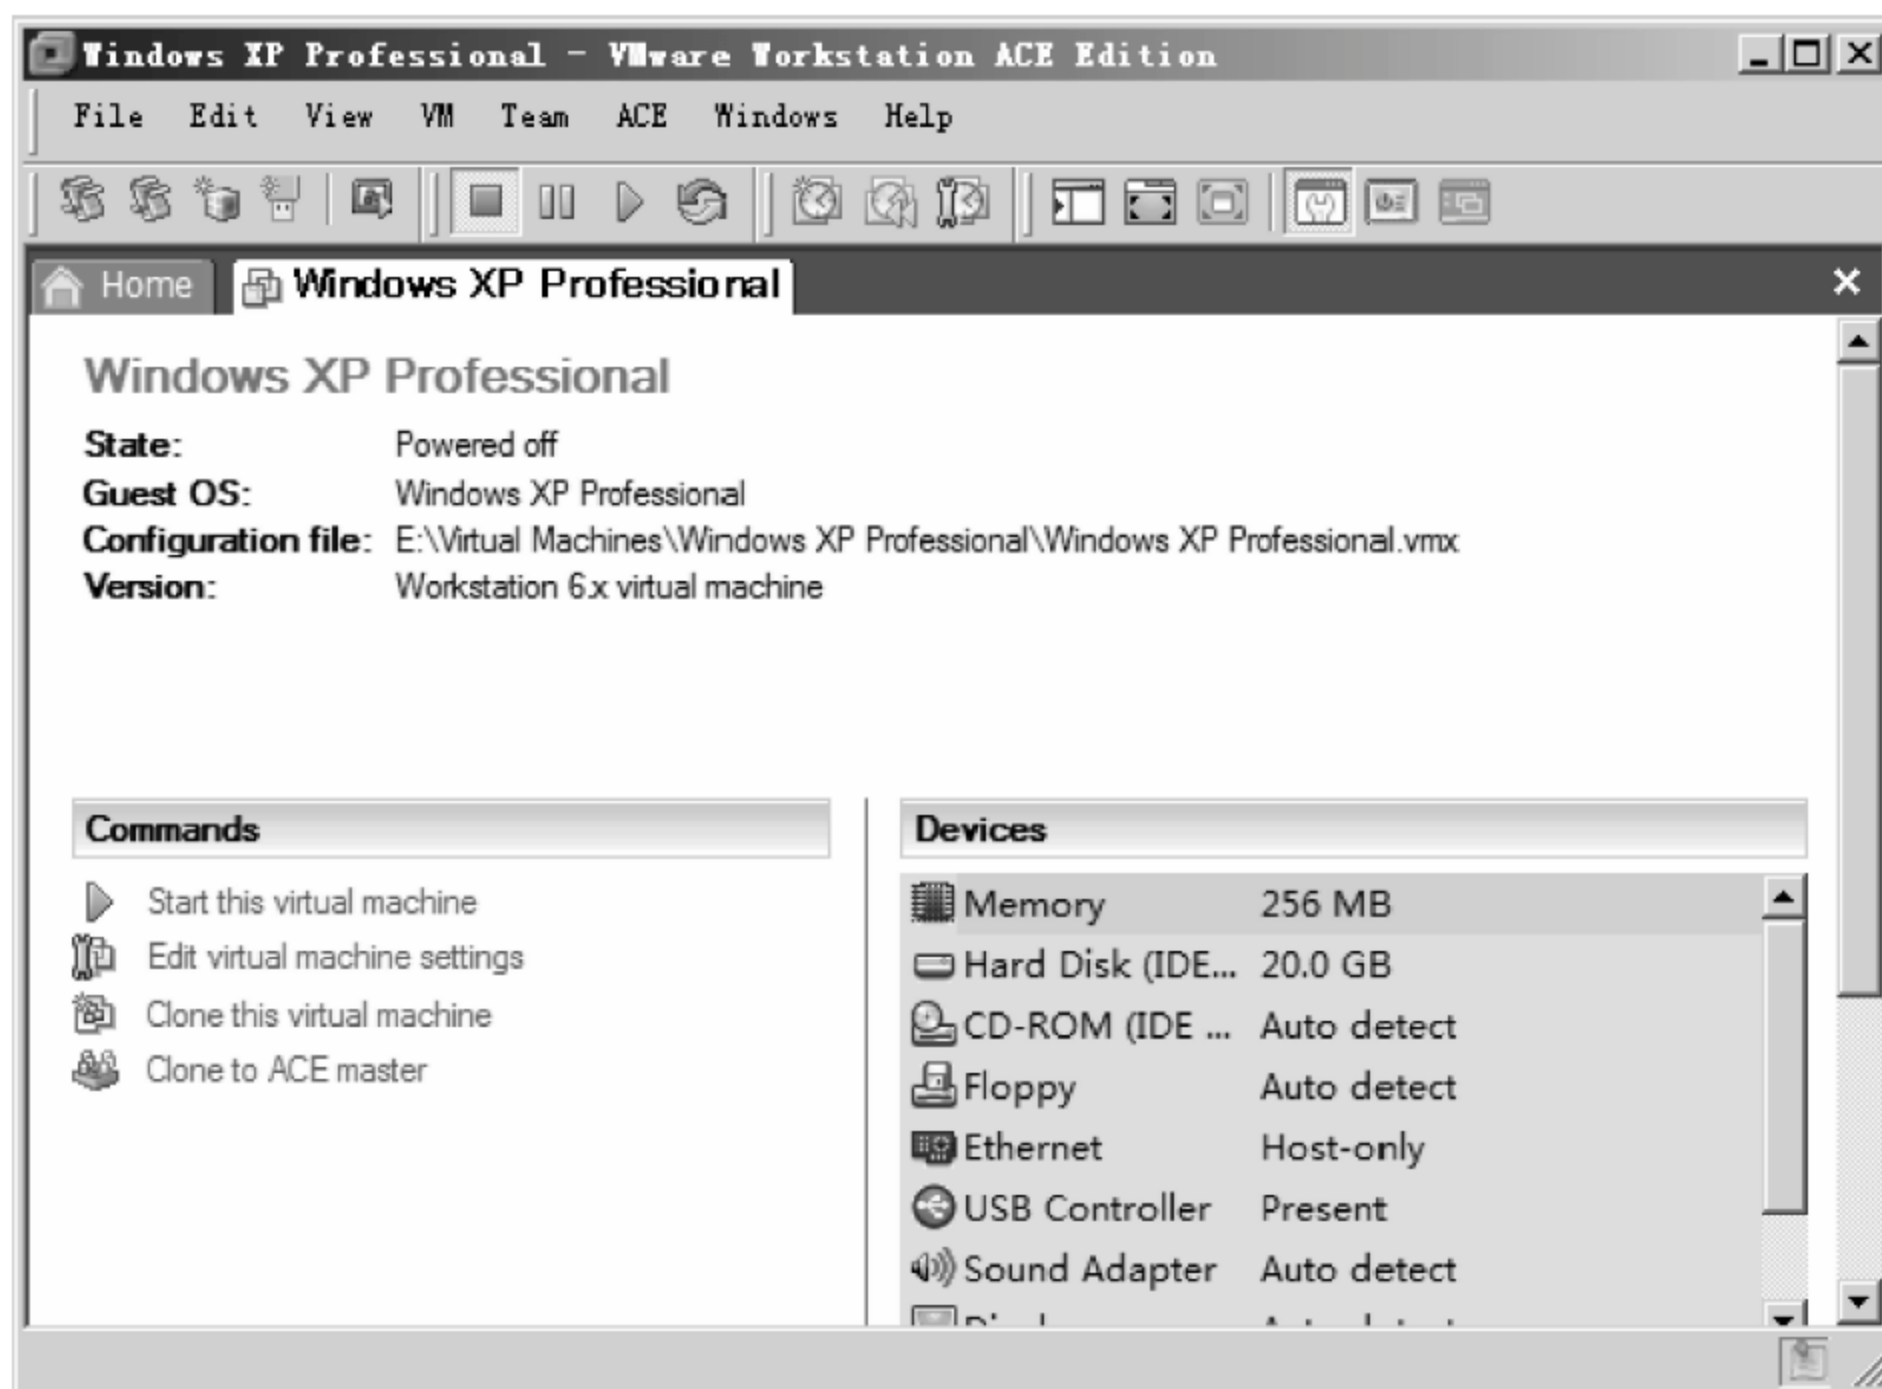 Windows XP Professional - VMware Workstation ACE Edition
File Edit View VM Team ACE Windows Help
Home Windows XP Professional
Windows XP Professional
State: Powered off
Guest OS: Windows XP Professional
Configuration file: E:\Virtual Machines\Windows XP Professional\Windows XP Professional.vmx
Version: Workstation 6.x virtual machine
Commands
Start this virtual machine
Edit virtual machine settings
Clone this virtual machine
Clone to ACE master
Devices
Memory 256 MB
Hard Disk (IDE... 20.0 GB
CD-ROM (IDE ... Auto detect
Floppy Auto detect
Ethernet Host-only
USB Controller Present
Sound Adapter Auto detect